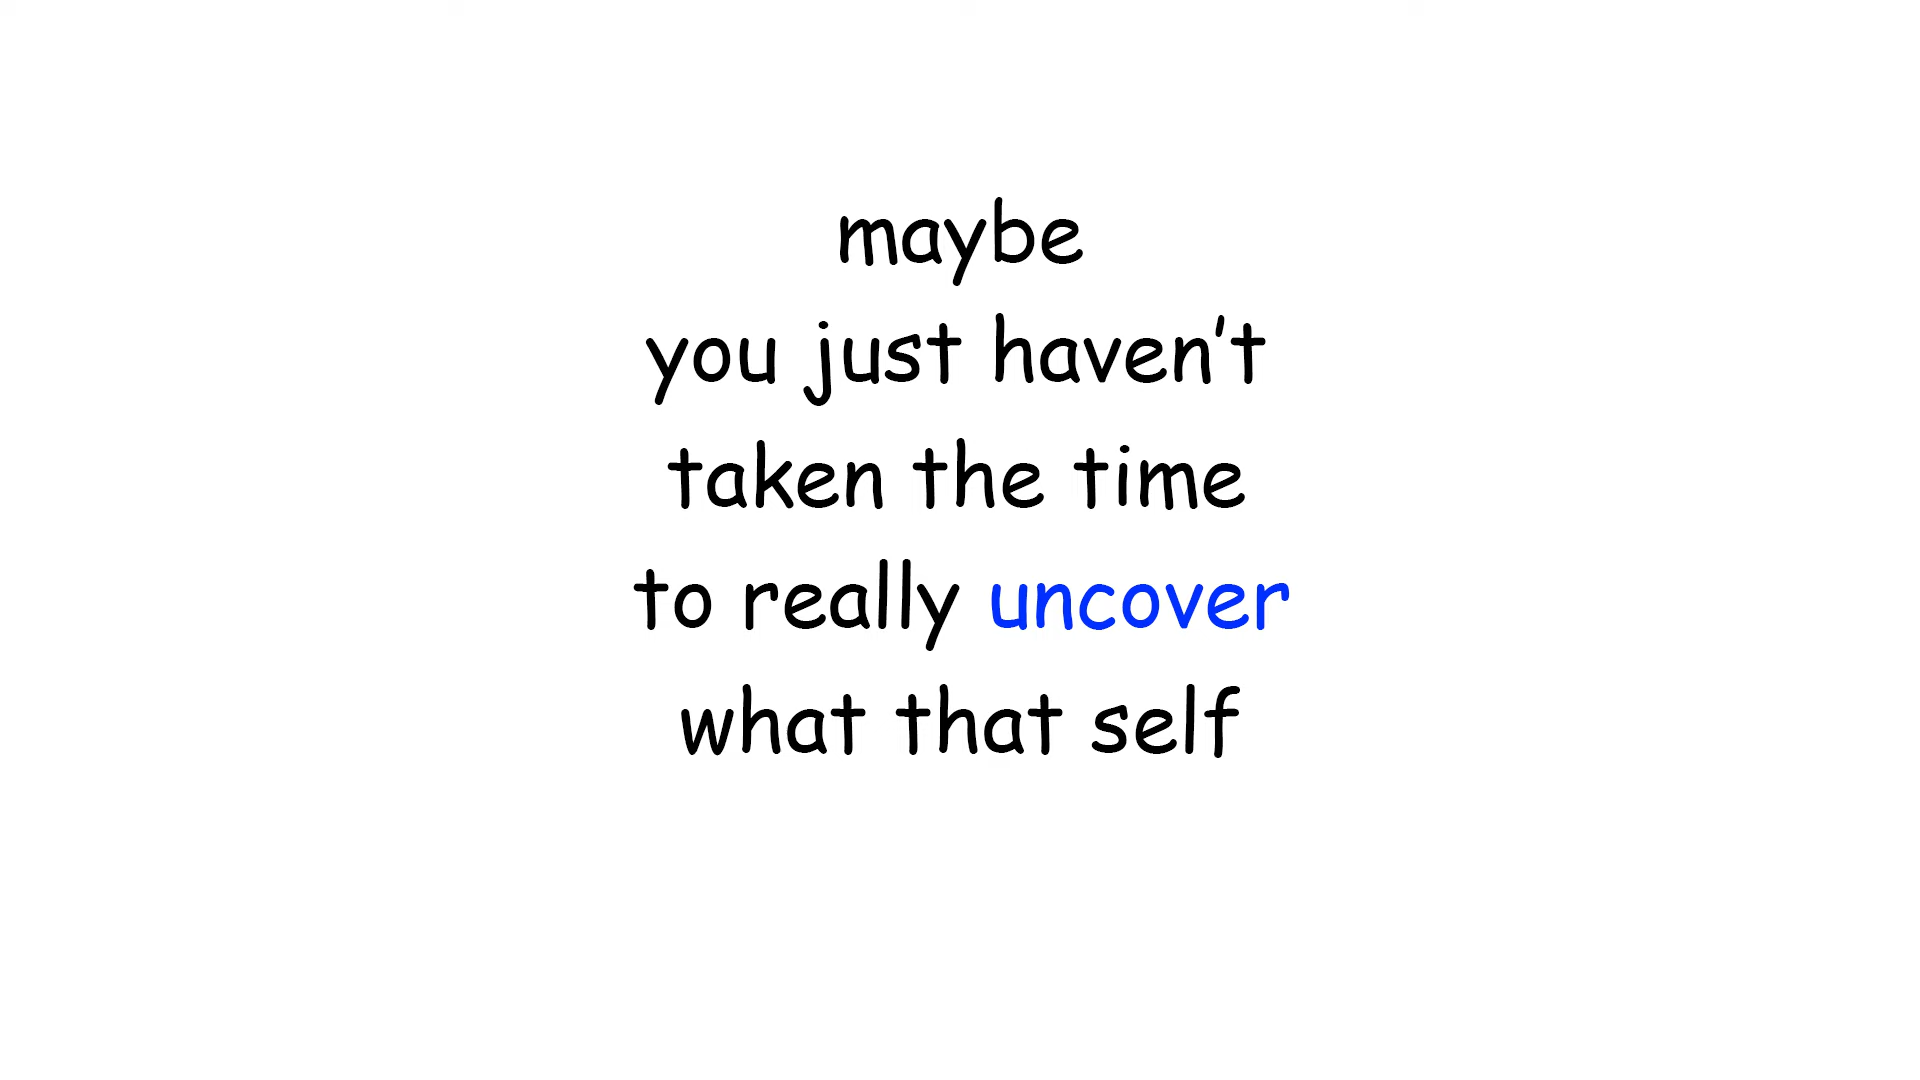 maybe
you just haven’t
taken the time
to really uncover
what that self